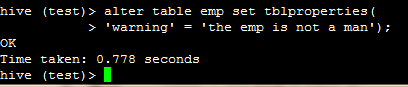 hive (test)> alter table emp set tblproperties(
> 'warning' = 'the emp is not a man');
OK
Time taken: 0.778 seconds
hive (test)>